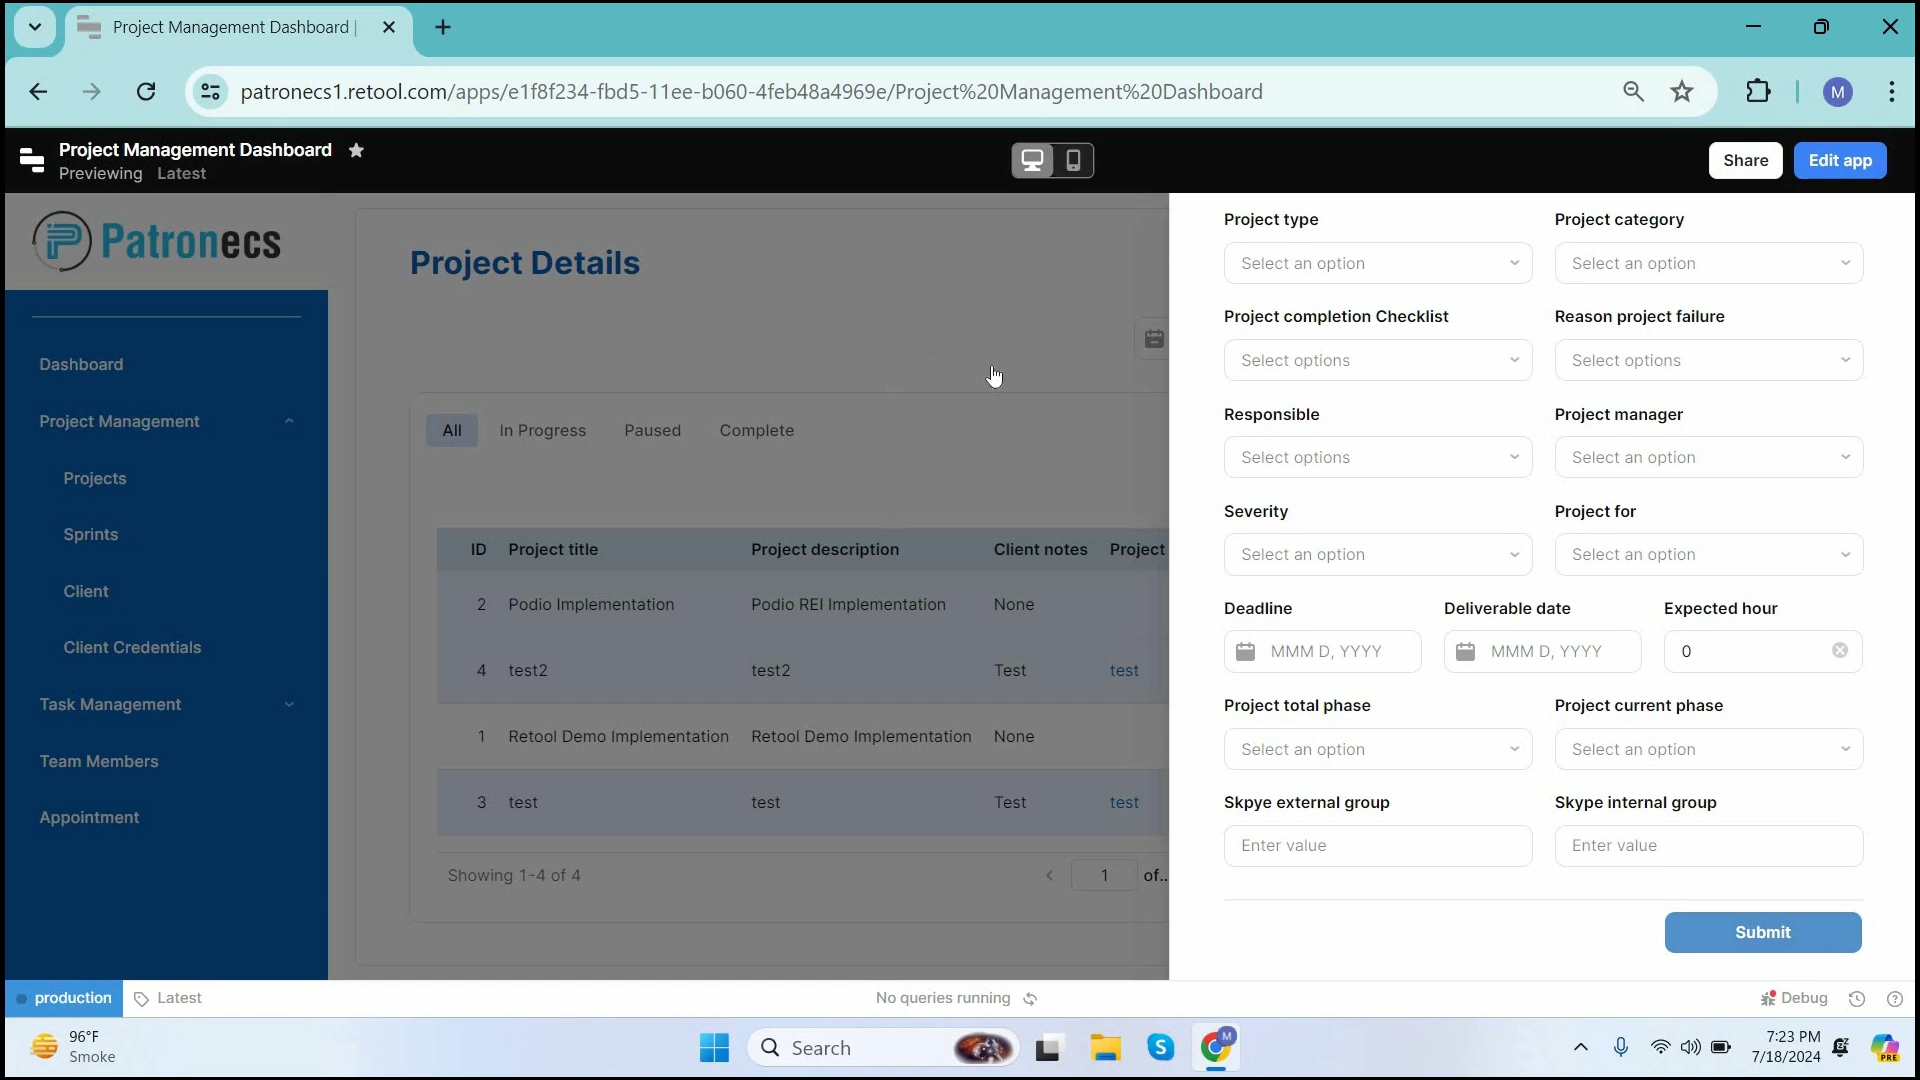 Project Management Dashboard |
patronecs1.retool.com/apps/e1f8f234-fbd5-11ee-b060-4feb48a4969e/Project%20Management%20Dashboard
M
Project Management Dashboard
Previewing Latest
Share
Edit app
Patronecs
Dashboard
Project Management
Projects
Sprints
Client
Client Credentials
Task Management
Team Members
Appointment
Project Details
All In Progress Paused Complete
ID Project title Project description Client notes Project
2 Podio Implementation Podio REI Implementation None
4 test2 test2 Test test
1 Retool Demo Implementation Retool Demo Implementation None
3 test test Test test
Showing 1-4 of 4
1 of..
Project type Project category
Select an option Select an option
Project completion Checklist Reason project failure
Select options Select options
Responsible Project manager
Select options Select an option
Severity Project for
Select an option Select an option
Deadline Deliverable date Expected hour
MMM D, YYYY MMM D, YYYY 0
Project total phase Project current phase
Select an option Select an option
Skpye external group Skype internal group
Enter value Enter value
Submit
production Latest
No queries running
Debug
96°F
Smoke
Search
S
M
7:23 PM
7/18/2024
PRE